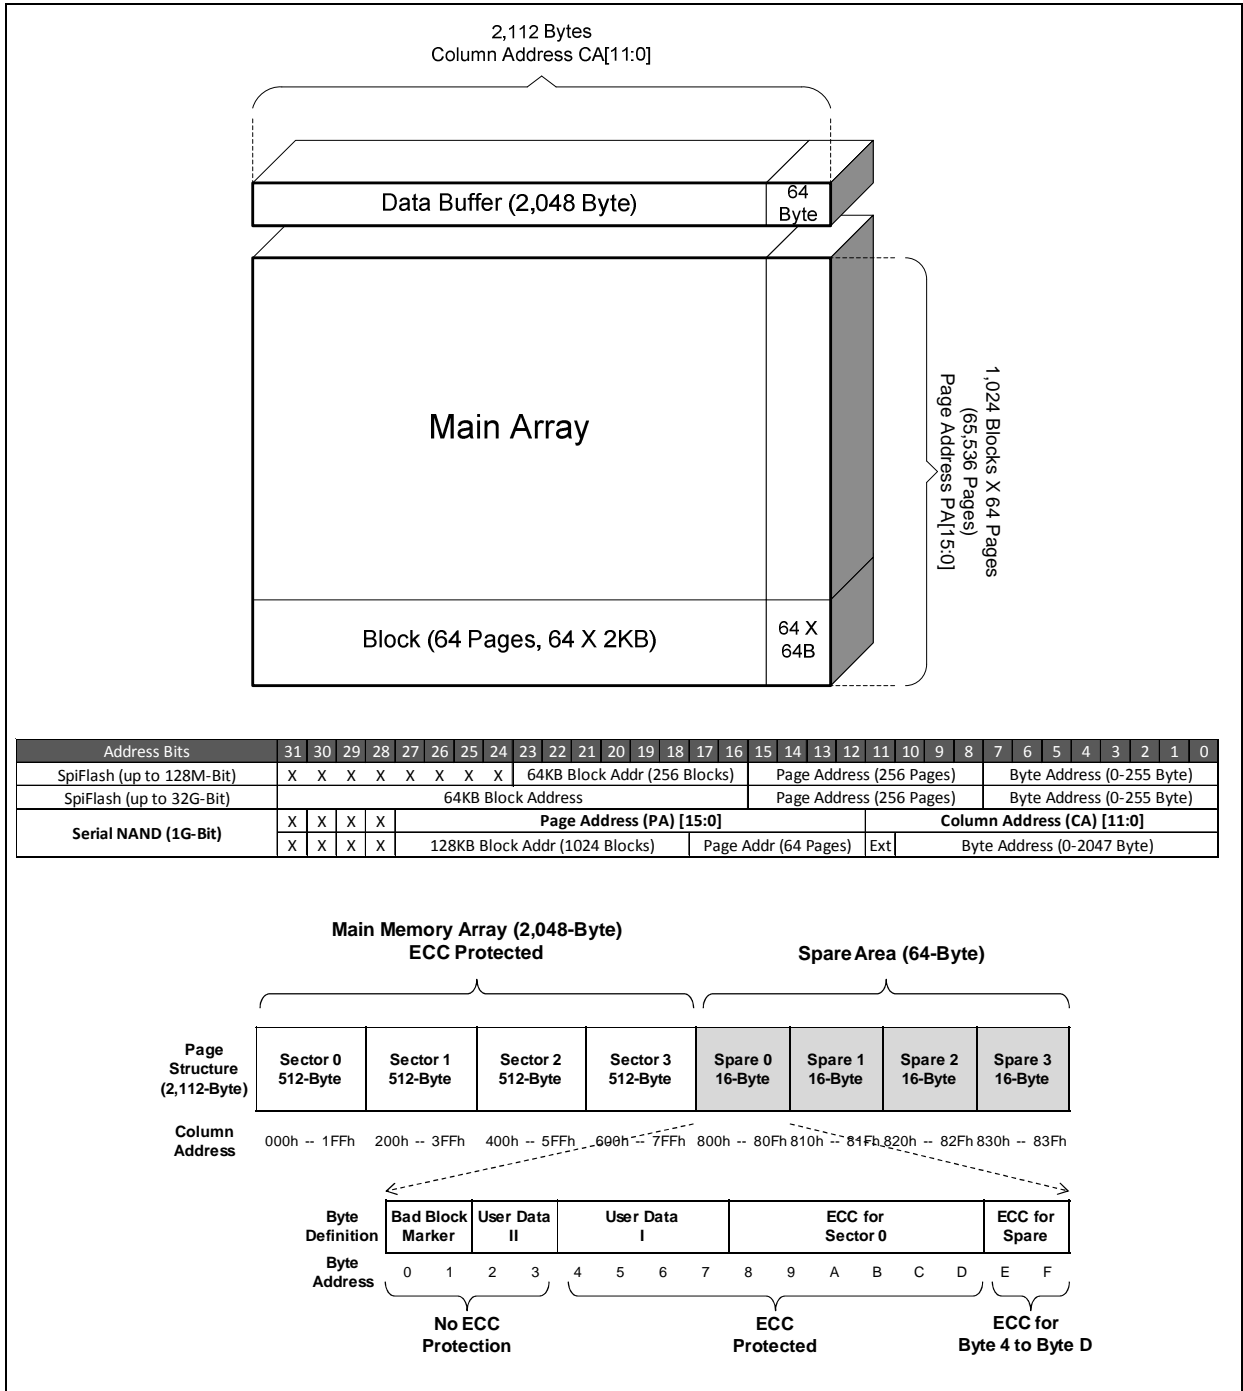 2,112 Bytes
Column Address CA[11:0]
Data Buffer (2,048 Byte)
64
Byte
Main Array
1,024 Blocks X 64 Pages
(65,536 Pages)
Page Address PA[15:0]
Block (64 Pages, 64 X 2KB)
64 X
64B
Address Bits 31 30 29 28 27 26 25 24 23 22 21 20 19 18 17 16 15 14 13 12 11 10 9 8 7 6 5 4 3 2 1 0
SpiFlash (up to 128M-Bit) X X X X X X X X 64KB Block Addr (256 Blocks) Page Address (256 Pages) Byte Address (0-255 Byte)
SpiFlash (up to 32G-Bit) 64KB Block Address Page Address (256 Pages) Byte Address (0-255 Byte)
Serial NAND (1G-Bit) X X X X Page Address (PA) [15:0] Column Address (CA) [11:0]
X X X X 128KB Block Addr (1024 Blocks) Page Addr (64 Pages) Ext Byte Address (0-2047 Byte)
Main Memory Array (2,048-Byte)
ECC Protected
Spare Area (64-Byte)
Page
Structure
(2,112-Byte)
Sector 0
512-Byte
Sector 1
512-Byte
Sector 2
512-Byte
Sector 3
512-Byte
Spare 0
16-Byte
Spare 1
16-Byte
Spare 2
16-Byte
Spare 3
16-Byte
Column
Address
000h -- 1FFh 200h -- 3FFh 400h -- 5FFh 600h -- 7FFh 800h -- 80Fh 810h -- 81Fh 820h -- 82Fh 830h -- 83Fh
Byte
Definition
Bad Block
Marker
User Data
II
User Data
I
ECC for
Sector 0
ECC for
Spare
Byte
Address
0 1 2 3 4 5 6 7 8 9 A B C D E F
No ECC
Protection
ECC
Protected
ECC for
Byte 4 to Byte D